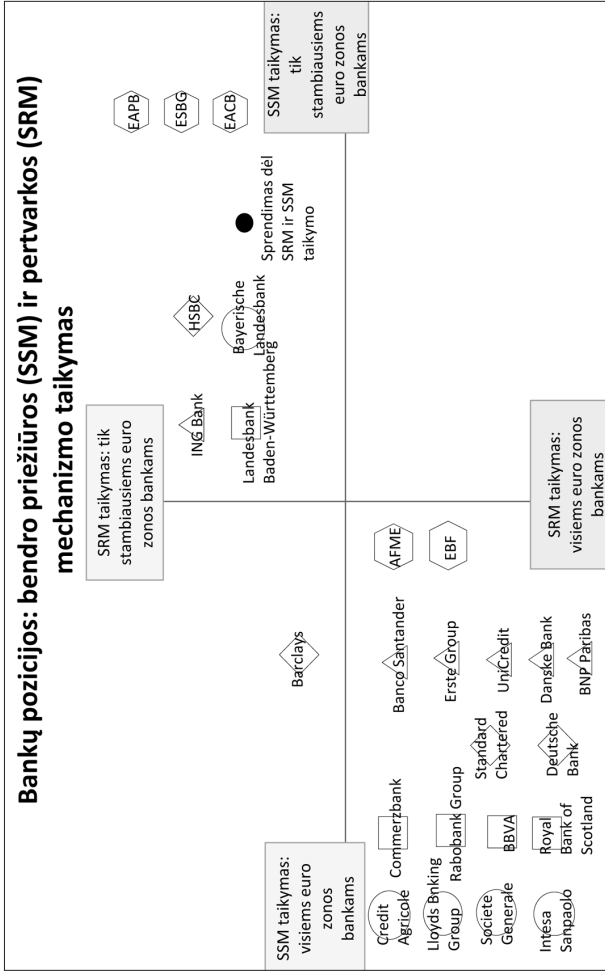 Bankų pozicijos: bendro priežiūros (SSM) ir pertvarkos (SRM)
mechanizmo taikymas
SRM taikymas: tik
stambiausiems euro
zonos bankams
EAPB
ESBG
EACB
HSBC
ING Bank
Bayerische
Landesbank
Landesbank
Baden-Württemberg
Sprendimas dėl
SRM ir SSM
taikymo
Barclays
SSM taikymas:
visiems euro
zonos
bankams
SSM taikymas:
tik
stambiausiems
euro zonos
bankams
Credit
Agricole
Commerzbank
Banco Santander
AFME
Lloyds Bnking
Group
Rabobank Group
Erste Group
EBF
Societe
Generale
BBVA
Standard
Chartered
UniCredit
Intesa
Sanpaolo
Royal
Bank of
Scotland
Deutsche
Bank
Danske Bank
BNP Paribas
SRM taikymas:
visiems euro zonos
bankams